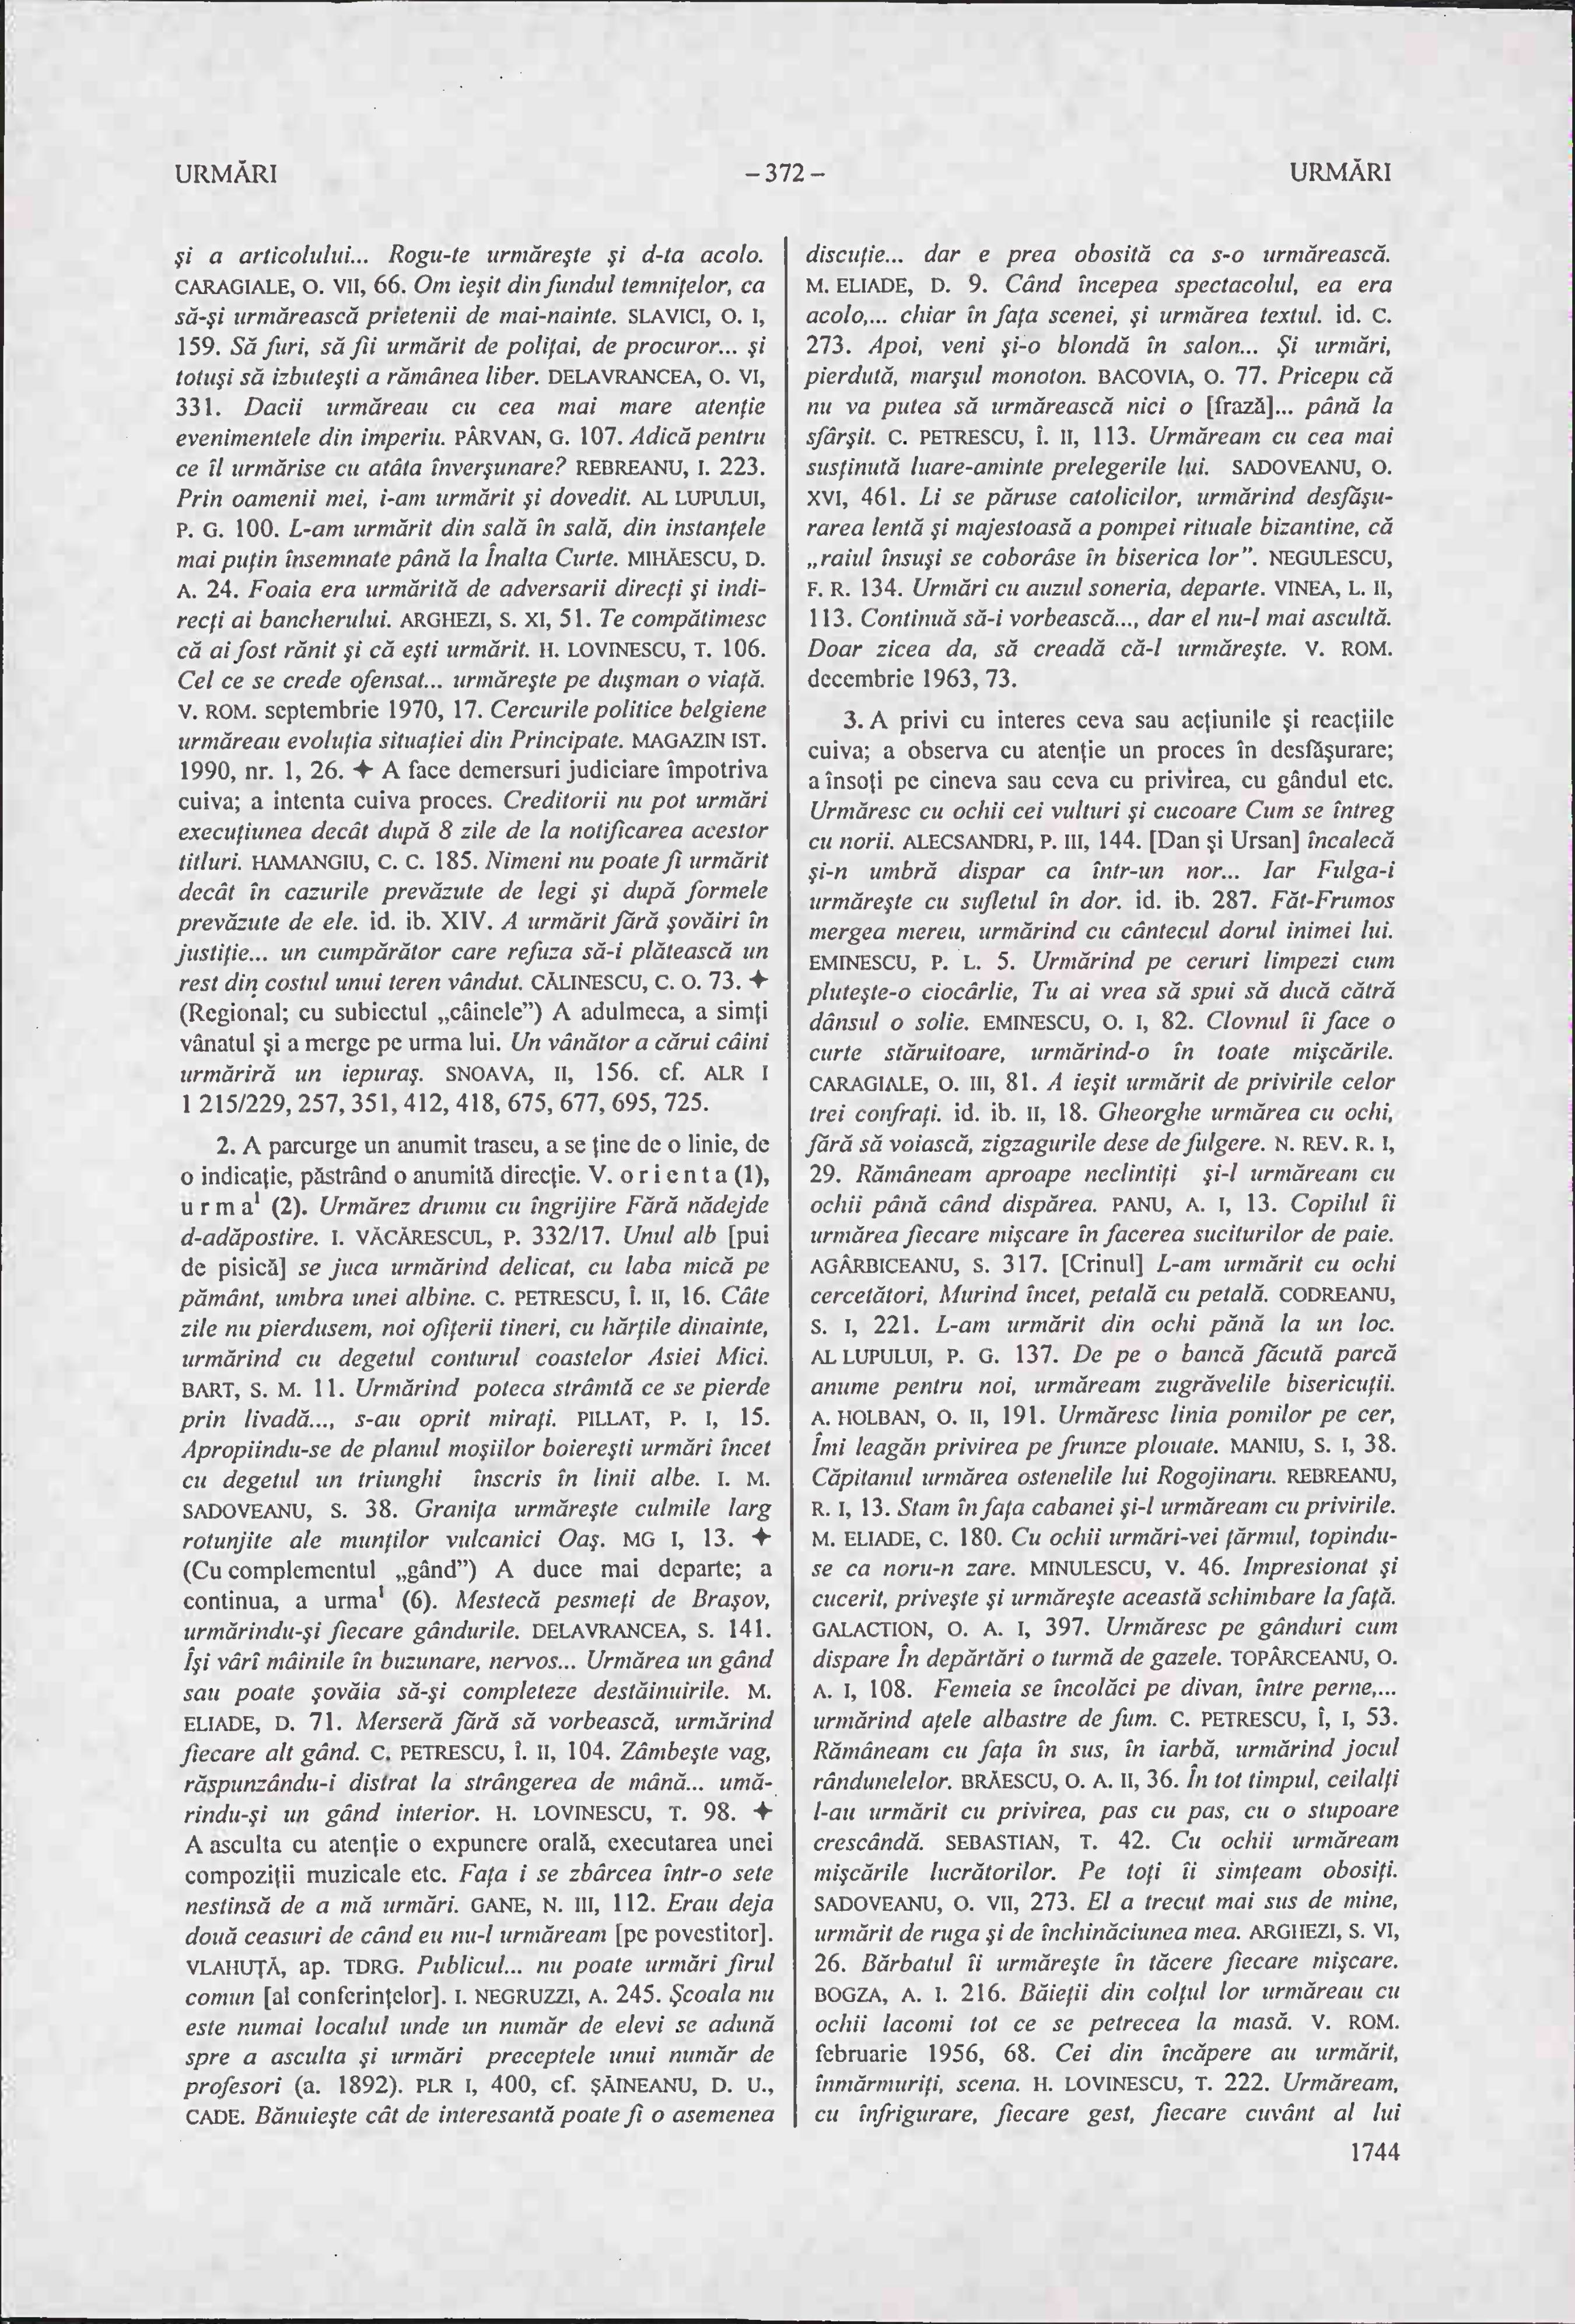 URMĂRI
– 372 –
URMĂRI
şi a articolului... Rogu-te urmăreşte şi d-ta acolo.
CARAGIALE, O. VII, 66. Om ieşit din fundul temniţelor, ca
să-şi urmărească prietenii de mai-nainte. SLAVICI, O. I,
159. Să furi, să fii urmărit de poliţai, de procuror... şi
totuşi să izbuteşti a rămânea liber. DELAVRANCEA, O. VI,
331. Dacii urmăreau cu cea mai mare atenţie
evenimentele din imperiu. PÂRVAN, G. 107. Adică pentru
ce îl urmărise cu atâta înverşunare? REBREANU, I. 223.
Prin oamenii mei, i-am urmărit şi dovedit. AL LUPULUI,
P. G. 100. L-am urmărit din sală în sală, din instanţele
mai puţin însemnate până la Înalta Curte. MIHĂESCU, D.
A. 24. Foaia era urmărită de adversarii direcţi şi indi-
recţi ai bancherului. ARGHEZI, S. XI, 51. Te compătimesc
că ai fost rănit şi că eşti urmărit. H. LOVINESCU, T. 106.
Cel ce se crede ofensat... urmăreşte pe duşman o viaţă.
V. ROM. septembrie 1970, 17. Cercurile politice belgiene
urmăreau evoluţia situaţiei din Principate. MAGAZIN IST.
1990, nr. 1, 26. ✦ A face demersuri judiciare împotriva
cuiva; a intenta cuiva proces. Creditorii nu pot urmări
execuţiunea decât după 8 zile de la notificarea acestor
titluri. HAMANGIU, C. C. 185. Nimeni nu poate fi urmărit
decât în cazurile prevăzute de legi şi după formele
prevăzute de ele. id. ib. XIV. A urmărit fără şovăiri în
justiţie... un cumpărător care refuza să-i plătească un
rest din costul unui teren vândut. CĂLINESCU, C. O. 73. ✦
(Regional; cu subiectul „câinele”) A adulmeca, a simţi
vânatul şi a merge pe urma lui. Un vânător a cărui câini
urmăriră un iepuraş. SNOAVA, II, 156. cf. ALR I
1 215/229, 257, 351, 412, 418, 675, 677, 695, 725.
2. A parcurge un anumit traseu, a se ţine de o linie, de
o indicaţie, păstrând o anumită direcţie. V. o r i e n t a (1),
u r m a¹ (2). Urmărez drumu cu îngrijire Fără nădejde
d-adăpostire. I. VĂCĂRESCUL, P. 332/17. Unul alb [pui
de pisică] se juca urmărind delicat, cu laba mică pe
pământ, umbra unei albine. C. PETRESCU, Î. II, 16. Câte
zile nu pierdusem, noi ofiţerii tineri, cu hărţile dinainte,
urmărind cu degetul conturul coastelor Asiei Mici.
BART, S. M. 11. Urmărind poteca strâmtă ce se pierde
prin livadă..., s-au oprit miraţi. PILLAT, P. I, 15.
Apropiindu-se de planul moşiilor boiereşti urmări încet
cu degetul un triunghi înscris în linii albe. I. M.
SADOVEANU, S. 38. Graniţa urmăreşte culmile larg
rotunjite ale munţilor vulcanici Oaş. MG I, 13. ✦
(Cu complementul „gând”) A duce mai departe; a
continua, a urma¹ (6). Mestecă pesmeţi de Braşov,
urmărindu-şi fiecare gândurile. DELAVRANCEA, S. 141.
Îşi vârî mâinile în buzunare, nervos... Urmărea un gând
sau poate şovăia să-şi completeze destăinuirile. M.
ELIADE, D. 71. Merseră fără să vorbească, urmărind
fiecare alt gând. C. PETRESCU, Î. II, 104. Zâmbeşte vag,
răspunzându-i distrat la strângerea de mână... umă-
rindu-şi un gând interior. H. LOVINESCU, T. 98. ✦
A asculta cu atenţie o expunere orală, executarea unei
compoziţii muzicale etc. Faţa i se zbârcea într-o sete
nestinsă de a mă urmări. GANE, N. III, 112. Erau deja
două ceasuri de când eu nu-l urmăream [pe povestitor].
VLAHUŢĂ, ap. TDRG. Publicul... nu poate urmări firul
comun [al conferinţelor]. I. NEGRUZZI, A. 245. Şcoala nu
este numai localul unde un număr de elevi se adună
spre a asculta şi urmări preceptele unui număr de
profesori (a. 1892). PLR I, 400, cf. ŞĂINEANU, D. U.,
CADE. Bănuieşte cât de interesantă poate fi o asemenea
discuţie... dar e prea obosită ca s-o urmărească.
M. ELIADE, D. 9. Când începea spectacolul, ea era
acolo,... chiar în faţa scenei, şi urmărea textul. id. C.
273. Apoi, veni şi-o blondă în salon... Şi urmări,
pierdută, marşul monoton. BACOVIA, O. 77. Pricepu că
nu va putea să urmărească nici o [frază]... până la
sfârşit. C. PETRESCU, Î. II, 113. Urmăream cu cea mai
susţinută luare-aminte prelegerile lui. SADOVEANU, O.
XVI, 461. Li se păruse catolicilor, urmărind desfăşu-
rarea lentă şi majestoasă a pompei rituale bizantine, că
„raiul însuşi se coborâse în biserica lor”. NEGULESCU,
F. R. 134. Urmări cu auzul soneria, departe. VINEA, L. II,
113. Continuă să-i vorbească..., dar el nu-l mai ascultă.
Doar zicea da, să creadă că-l urmăreşte. V. ROM.
decembrie 1963, 73.
3. A privi cu interes ceva sau acţiunile şi reacţiile
cuiva; a observa cu atenţie un proces în desfăşurare;
a însoţi pe cineva sau ceva cu privirea, cu gândul etc.
Urmăresc cu ochii cei vulturi şi cucoare Cum se întreg
cu norii. ALECSANDRI, P. III, 144. [Dan şi Ursan] încalecă
şi-n umbră dispar ca într-un nor... Iar Fulga-i
urmăreşte cu sufletul în dor. id. ib. 287. Făt-Frumos
mergea mereu, urmărind cu cântecul dorul inimei lui.
EMINESCU, P. L. 5. Urmărind pe ceruri limpezi cum
pluteşte-o ciocârlie, Tu ai vrea să spui să ducă cătră
dânsul o solie. EMINESCU, O. I, 82. Clovnul îi face o
curte stăruitoare, urmărind-o în toate mişcările.
CARAGIALE, O. III, 81. A ieşit urmărit de privirile celor
trei confraţi. id. ib. II, 18. Gheorghe urmărea cu ochi,
fără să voiască, zigzagurile dese de fulgere. N. REV. R. I,
29. Rămâneam aproape neclintiţi şi-l urmăream cu
ochii până când dispărea. PANU, A. I, 13. Copilul îi
urmărea fiecare mişcare în facerea suciturilor de paie.
AGÂRBICEANU, S. 317. [Crinul] L-am urmărit cu ochi
cercetători, Murind încet, petală cu petală. CODREANU,
S. I, 221. L-am urmărit din ochi pănă la un loc.
AL LUPULUI, P. G. 137. De pe o bancă făcută parcă
anume pentru noi, urmăream zugrăvelile bisericuţii.
A. HOLBAN, O. II, 191. Urmăresc linia pomilor pe cer,
Îmi leagăn privirea pe frunze plouate. MANIU, S. I, 38.
Căpitanul urmărea ostenelile lui Rogojinaru. REBREANU,
R. I, 13. Stam în faţa cabanei şi-l urmăream cu privirile.
M. ELIADE, C. 180. Cu ochii urmări-vei ţărmul, topindu-
se ca noru-n zare. MINULESCU, V. 46. Impresionat şi
cucerit, priveşte şi urmăreşte această schimbare la faţă.
GALACTION, O. A. I, 397. Urmăresc pe gânduri cum
dispare În depărtări o turmă de gazele. TOPÂRCEANU, O.
A. I, 108. Femeia se încolăci pe divan, între perne,...
urmărind aţele albastre de fum. C. PETRESCU, Î, I, 53.
Rămâneam cu faţa în sus, în iarbă, urmărind jocul
rândunelelor. BRĂESCU, O. A. II, 36. În tot timpul, ceilalţi
l-au urmărit cu privirea, pas cu pas, cu o stupoare
crescândă. SEBASTIAN, T. 42. Cu ochii urmăream
mişcările lucrătorilor. Pe toţi îi simţeam obosiţi.
SADOVEANU, O. VII, 273. El a trecut mai sus de mine,
urmărit de ruga şi de închinăciunea mea. ARGHEZI, S. VI,
26. Bărbatul îi urmăreşte în tăcere fiecare mişcare.
BOGZA, A. I. 216. Băieţii din colţul lor urmăreau cu
ochii lacomi tot ce se petrecea la masă. V. ROM.
februarie 1956, 68. Cei din încăpere au urmărit,
înmărmuriţi, scena. H. LOVINESCU, T. 222. Urmăream,
cu înfrigurare, fiecare gest, fiecare cuvânt al lui
1744